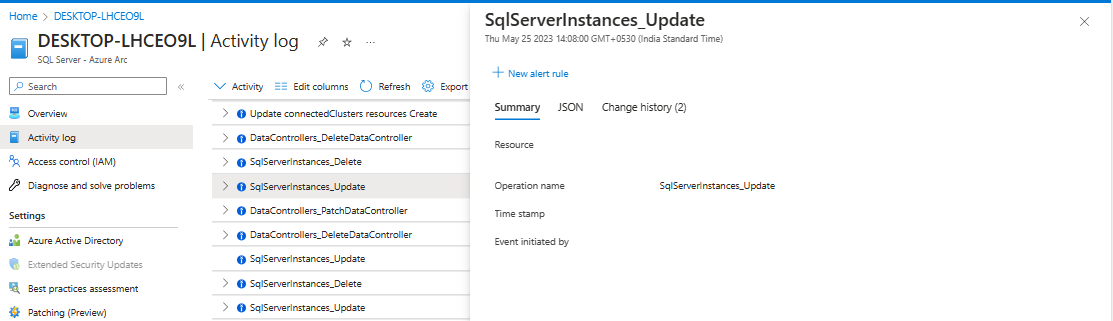 Home > DESKTOP-LHCEO9L
DESKTOP-LHCEO9L | Activity log
SQL Server - Azure Arc
Search
Overview
Activity log
Access control (IAM)
Diagnose and solve problems
Settings
Azure Active Directory
Extended Security Updates
Best practices assessment
Patching (Preview)
Activity Edit columns Refresh Export
Update connectedClusters resources Create
DataControllers_DeleteDataController
SqlServerInstances_Delete
SqlServerInstances_Update
DataControllers_PatchDataController
DataControllers_DeleteDataController
SqlServerInstances_Update
SqlServerInstances_Delete
SqlServerInstances_Update
SqlServerInstances_Update
Thu May 25 2023 14:08:00 GMT+0530 (India Standard Time)
New alert rule
Summary JSON Change history (2)
Resource
Operation name SqlServerInstances_Update
Time stamp
Event initiated by